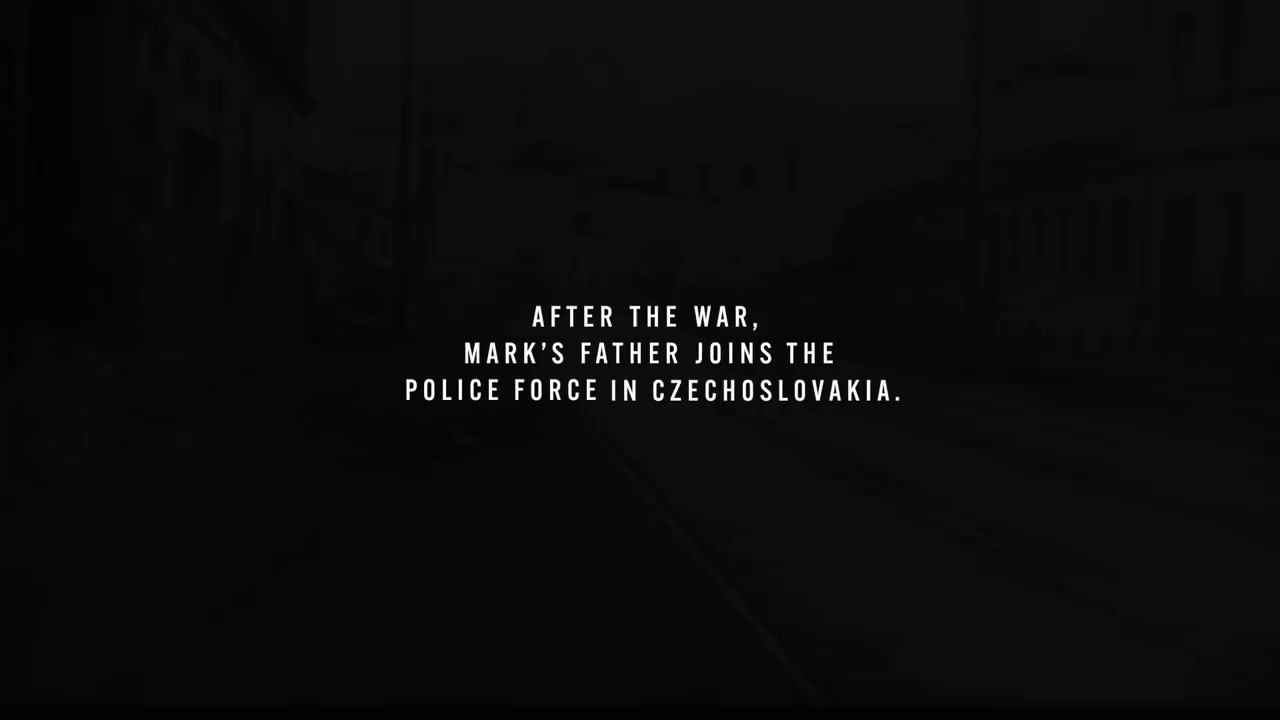 AFTER THE WAR,
MARK’S FATHER JOINS THE
POLICE FORCE IN CZECHOSLOVAKIA.